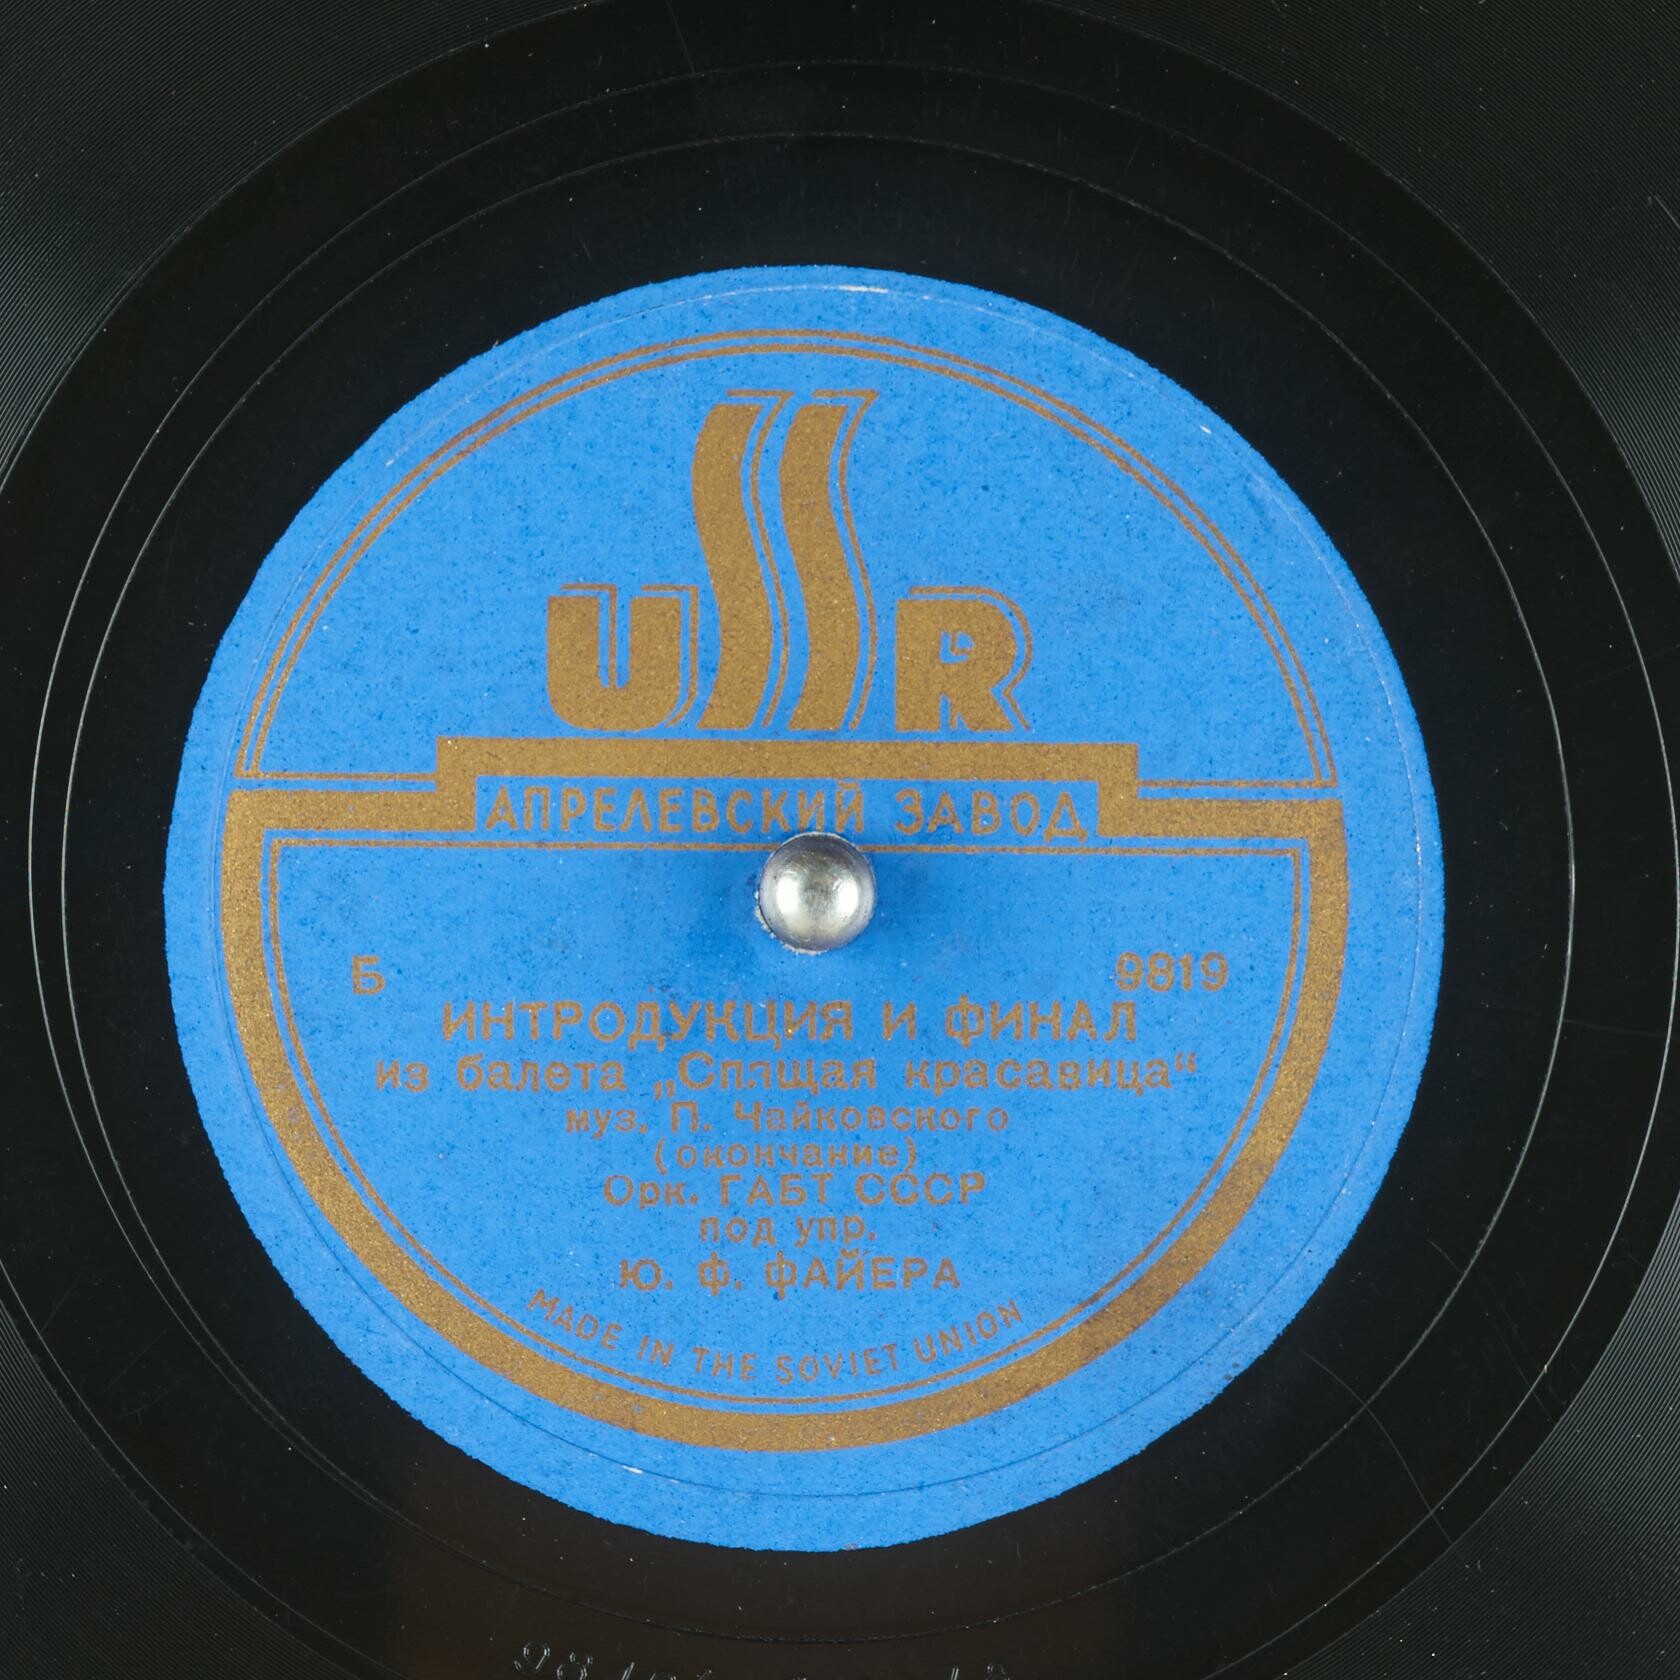 USSR
АПРЕЛЕВСКИЙ ЗАВОД
Б 9819
ИНТРОДУКЦИЯ И ФИНАЛ
из балета „Спящая красавица“
муз. П. Чайковского
(окончание)
Орк. ГАБТ СССР
под упр.
Ю. Ф. ФАЙЕРА
MADE IN THE SOVIET UNION